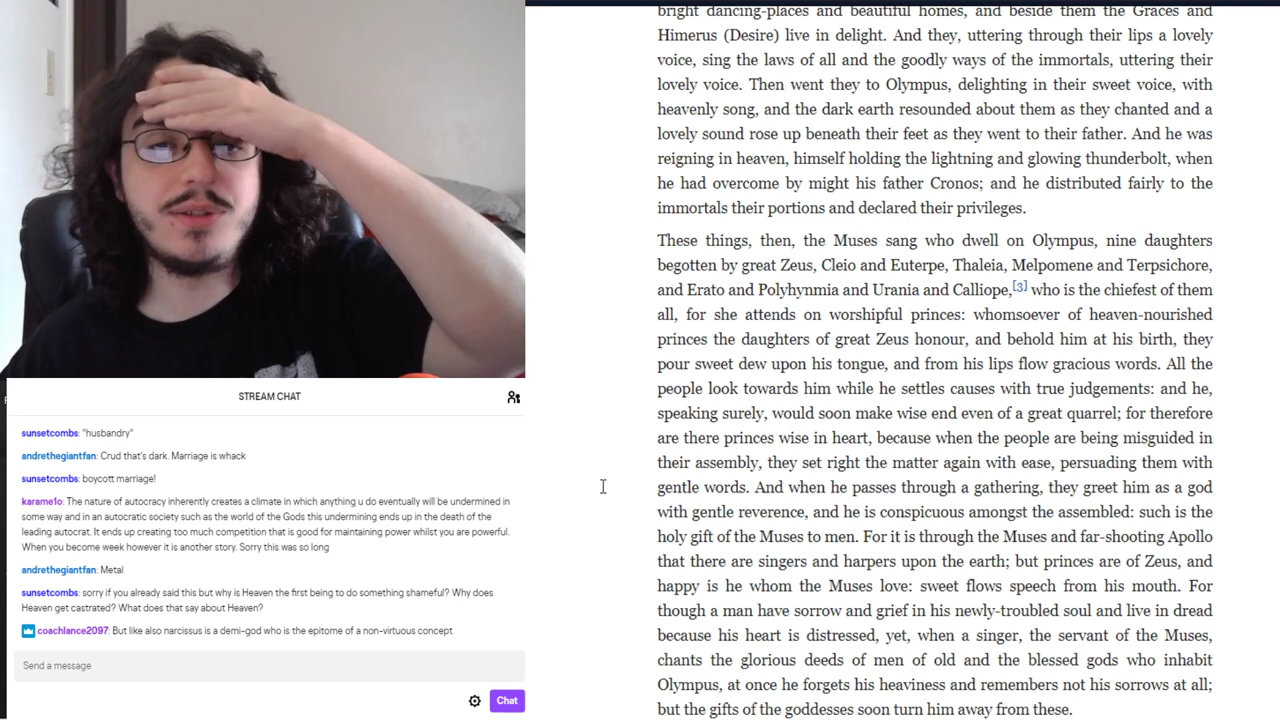 bright dancing-places and beautiful homes, and beside them the Graces and
Himerus (Desire) live in delight. And they, uttering through their lips a lovely
voice, sing the laws of all and the goodly ways of the immortals, uttering their
lovely voice. Then went they to Olympus, delighting in their sweet voice, with
heavenly song, and the dark earth resounded about them as they chanted and a
lovely sound rose up beneath their feet as they went to their father. And he was
reigning in heaven, himself holding the lightning and glowing thunderbolt, when
he had overcome by might his father Cronos; and he distributed fairly to the
immortals their portions and declared their privileges.
These things, then, the Muses sang who dwell on Olympus, nine daughters
begotten by great Zeus, Cleio and Euterpe, Thaleia, Melpomene and Terpsichore,
and Erato and Polyhynmia and Urania and Calliope,[3] who is the chiefest of them
all, for she attends on worshipful princes: whomsoever of heaven-nourished
princes the daughters of great Zeus honour, and behold him at his birth, they
pour sweet dew upon his tongue, and from his lips flow gracious words. All the
people look towards him while he settles causes with true judgements: and he,
speaking surely, would soon make wise end even of a great quarrel; for therefore
are there princes wise in heart, because when the people are being misguided in
their assembly, they set right the matter again with ease, persuading them with
gentle words. And when he passes through a gathering, they greet him as a god
with gentle reverence, and he is conspicuous amongst the assembled: such is the
holy gift of the Muses to men. For it is through the Muses and far-shooting Apollo
that there are singers and harpers upon the earth; but princes are of Zeus, and
happy is he whom the Muses love: sweet flows speech from his mouth. For
though a man have sorrow and grief in his newly-troubled soul and live in dread
because his heart is distressed, yet, when a singer, the servant of the Muses,
chants the glorious deeds of men of old and the blessed gods who inhabit
Olympus, at once he forgets his heaviness and remembers not his sorrows at all;
but the gifts of the goddesses soon turn him away from these.
STREAM CHAT
sunsetcombs: "husbandry"
andrethegiantfan: Crud that's dark. Marriage is whack
sunsetcombs: boycott marriage!
karame1o: The nature of autocracy inherently creates a climate in which anything u do eventually will be undermined in
some way and in an autocratic society such as the world of the Gods this undermining ends up in the death of the
leading autocrat. It ends up creating too much competition that is good for maintaining power whilst you are powerful.
When you become week however it is another story. Sorry this was so long
andrethegiantfan: Metal
sunsetcombs: sorry if you already said this but why is Heaven the first being to do something shameful? Why does
Heaven get castrated? What does that say about Heaven?
coachlance2097: But like also narcissus is a demi-god who is the epitome of a non-virtuous concept
Send a message
Chat